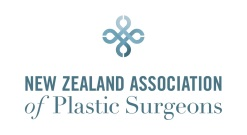 NEW ZEALAND ASSOCIATION
of Plastic Surgeons